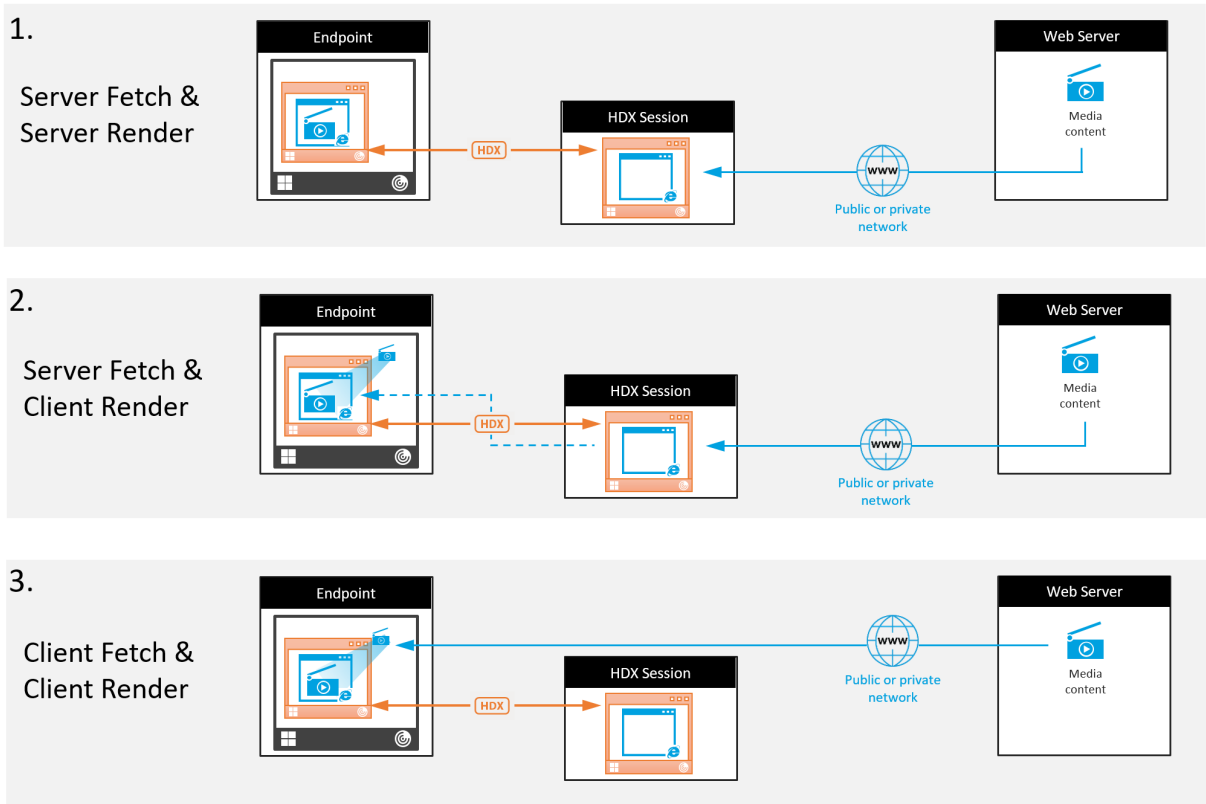 1.
Server Fetch &
Server Render
Endpoint
HDX
HDX Session
www
Public or private
network
Web Server
Media
content
2.
Server Fetch &
Client Render
Endpoint
HDX
HDX Session
www
Public or private
network
Web Server
Media
content
3.
Client Fetch &
Client Render
Endpoint
HDX
HDX Session
www
Public or private
network
Web Server
Media
content